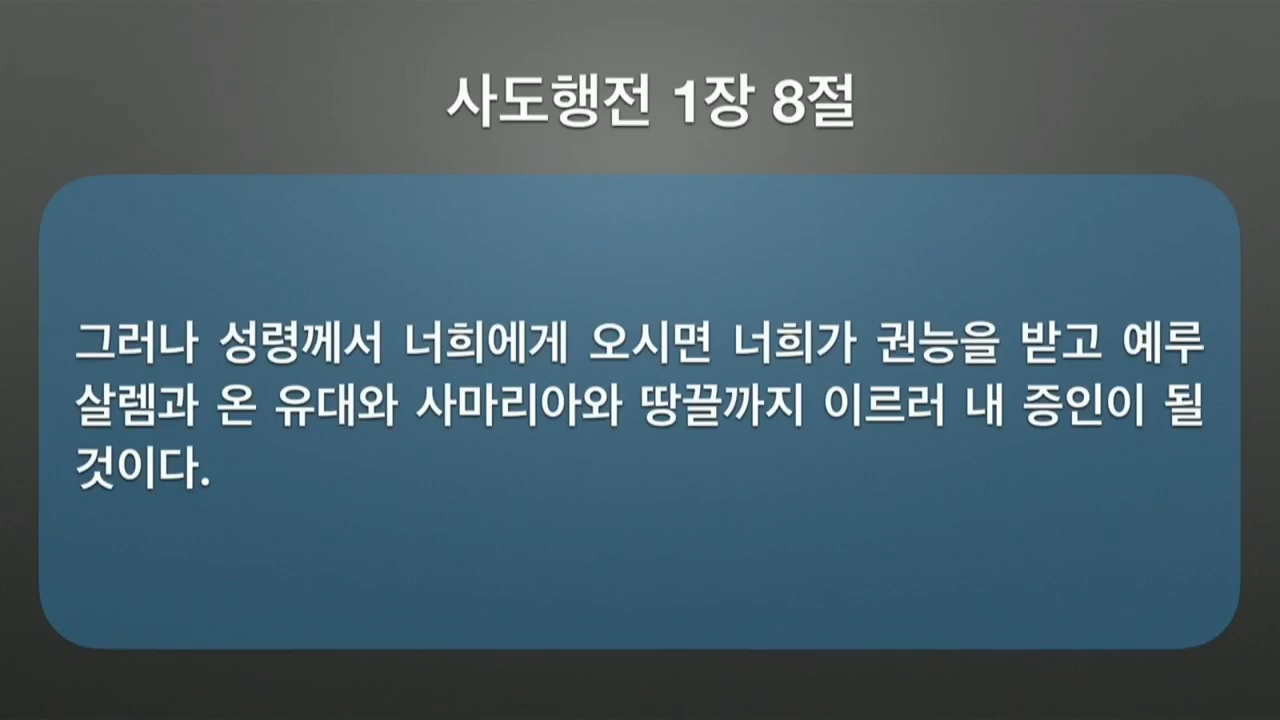 사도행전 1장 8절
그러나 성령께서 너희에게 오시면 너희가 권능을 받고 예루
살렘과 온 유대와 사마리아와 땅끝까지 이르러 내 증인이 될
것이다.